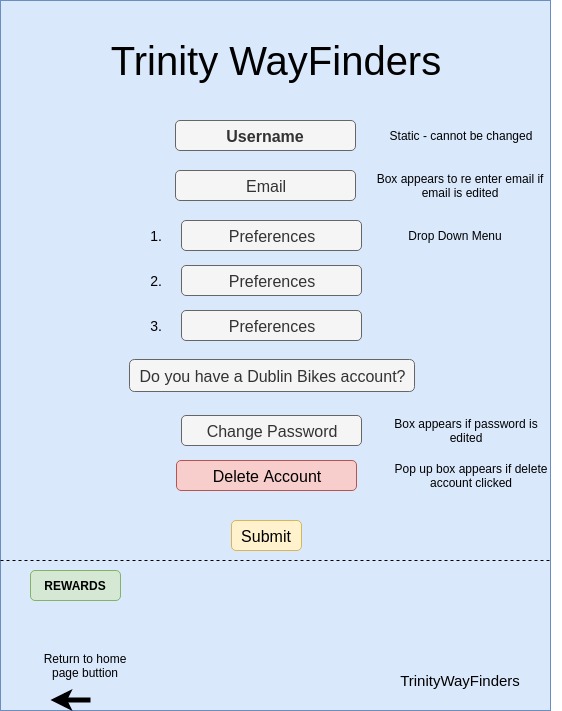 Trinity WayFinders
Username
Static - cannot be changed
Email
Box appears to re enter email if
email is edited
1.
Preferences
Drop Down Menu
2.
Preferences
3.
Preferences
Do you have a Dublin Bikes account?
Change Password
Box appears if password is
edited
Delete Account
Pop up box appears if delete
account clicked
Submit
REWARDS
Return to home
page buttion
TrinityWayFinders